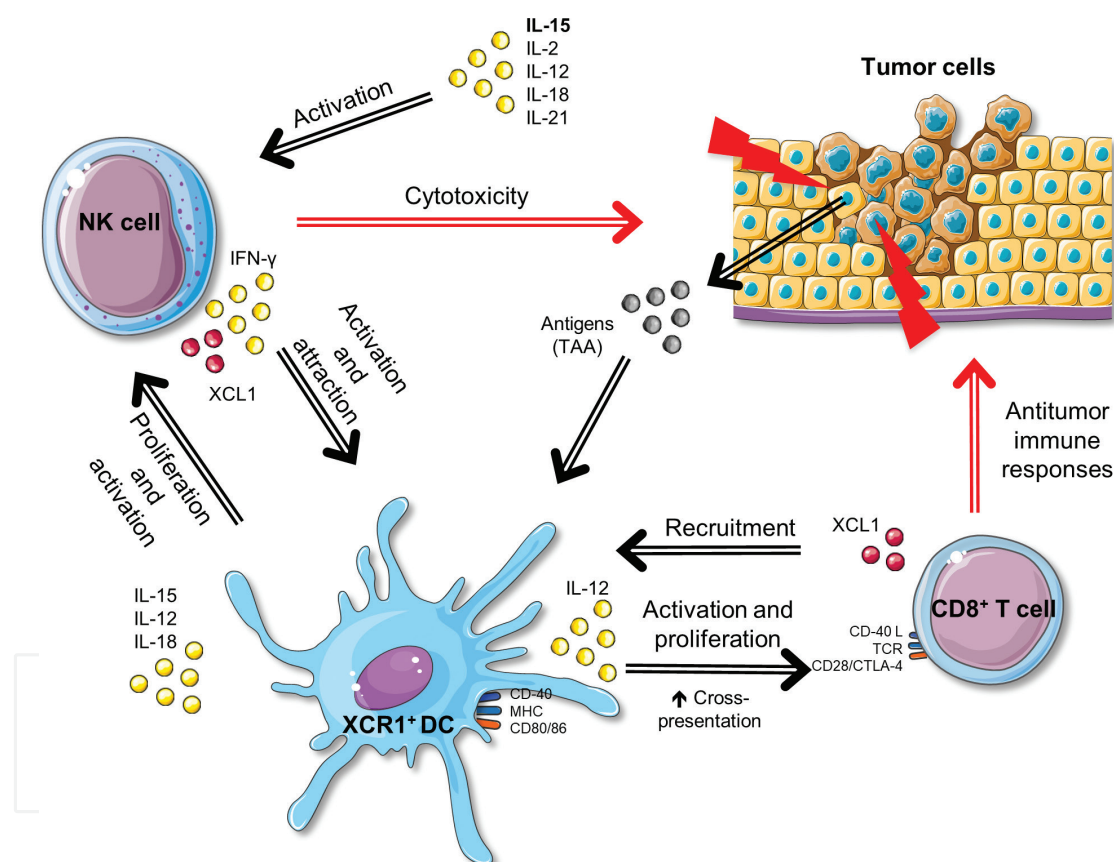 IL-15
IL-2
IL-12
IL-18
IL-21
Activation
Tumor cells
NK cell
Cytotoxicity
IFN-γ
XCL1
Activation
and
attraction
Antigens
(TAA)
Proliferation
and
activation
Antitumor
immune
responses
Recruitment
XCL1
IL-15
IL-12
IL-18
IL-12
Activation and
proliferation
↑ Cross-
presentation
CD8⁺ T cell
CD-40 L
TCR
CD28/CTLA-4
XCR1⁺ DC
CD-40
MHC
CD80/86